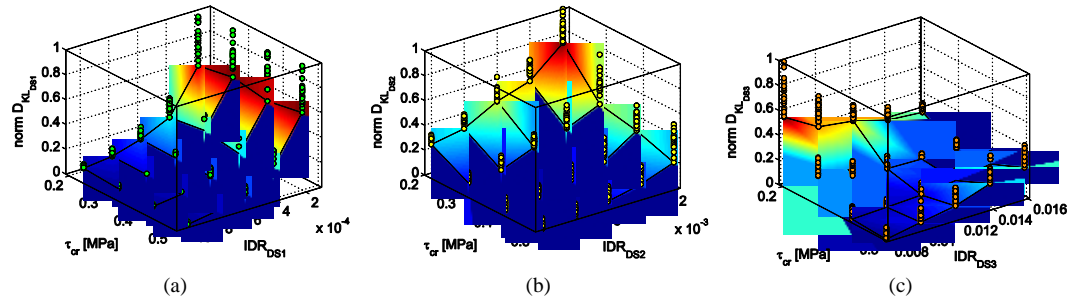 1
0.8
0.6
0.4
0.2
0
norm D_KL_DS1
0.2
0.3
0.4
0.5
τ_cr [MPa]
6
4
2
x 10^-4
IDR_DS1
(a)
1
0.8
0.6
0.4
0.2
0
norm D_KL_DS2
0.2
0.3
τ_cr [MPa]
2
x 10^-3
IDR_DS2
(b)
1
0.8
0.6
0.4
0.2
0
norm D_KL_DS3
0.2
τ_cr [MPa]
0.008
0.012
0.014
0.016
IDR_DS3
(c)